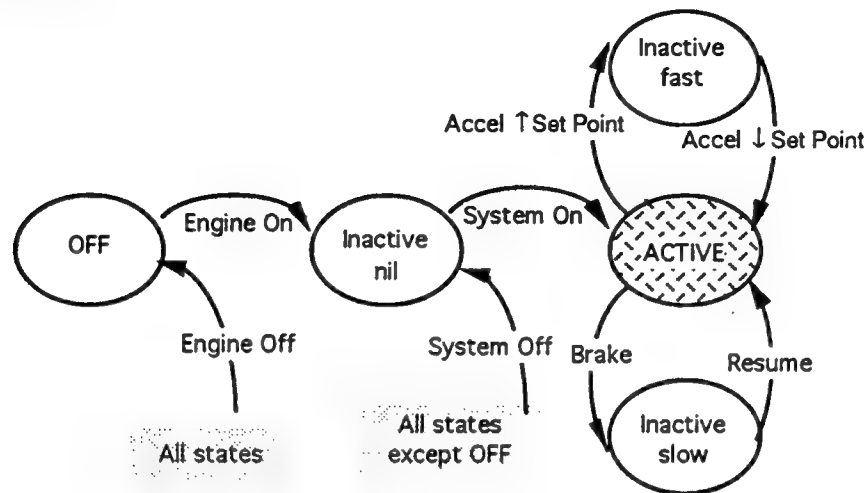 Inactive
fast
Accel ↑ Set Point
Accel ↓ Set Point
OFF
Engine On
Inactive
nil
System On
ACTIVE
Engine Off
System Off
Brake
Resume
All states
All states
except OFF
Inactive
slow